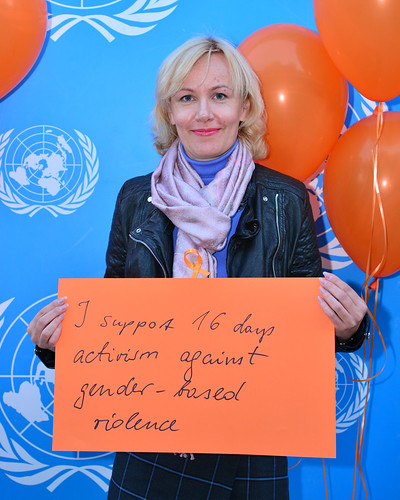 I support 16 days
activism against
gender-based
violence